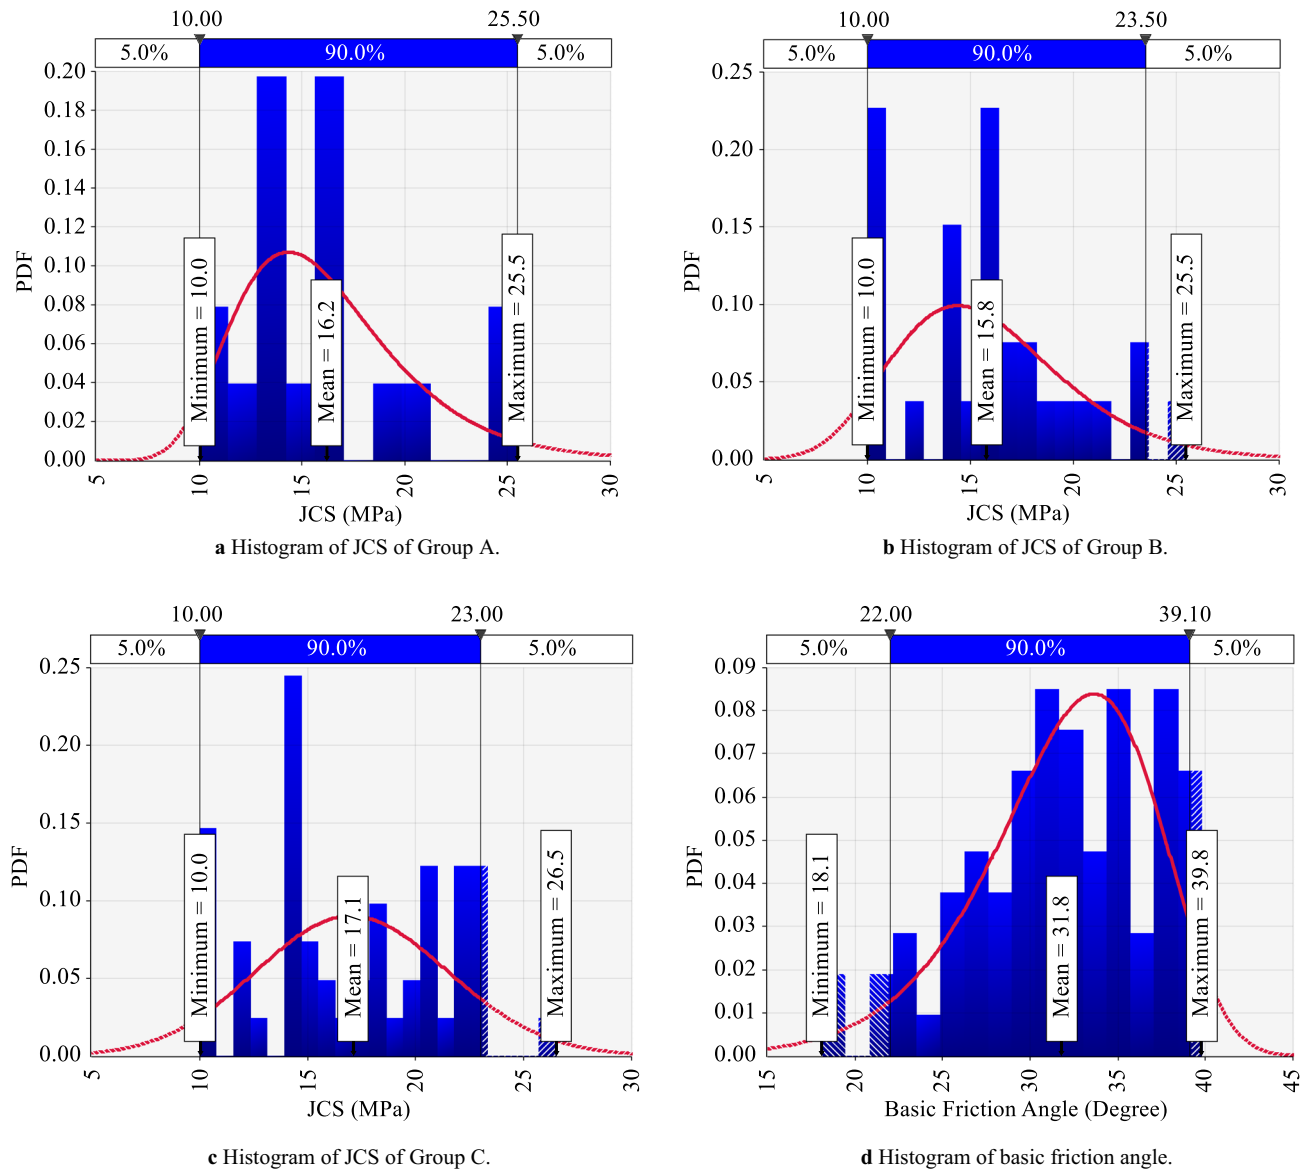 10.00 25.50
5.0% 90.0% 5.0%
0.20
0.18
0.16
0.14
0.12
0.10
0.08
0.06
0.04
0.02
0.00
PDF
Minimum = 10.0
Mean = 16.2
Maximum = 25.5
5 10 15 20 25 30
JCS (MPa)
a Histogram of JCS of Group A.
10.00 23.50
5.0% 90.0% 5.0%
0.25
0.20
0.15
0.10
0.05
0.00
PDF
Minimum = 10.0
Mean = 15.8
Maximum = 25.5
5 10 15 20 25 30
JCS (MPa)
b Histogram of JCS of Group B.
10.00 23.00
5.0% 90.0% 5.0%
0.25
0.20
0.15
0.10
0.05
0.00
PDF
Minimum = 10.0
Mean = 17.1
Maximum = 26.5
5 10 15 20 25 30
JCS (MPa)
c Histogram of JCS of Group C.
22.00 39.10
5.0% 90.0% 5.0%
0.09
0.08
0.07
0.06
0.05
0.04
0.03
0.02
0.01
0.00
PDF
Minimum = 18.1
Mean = 31.8
Maximum = 39.8
15 20 25 30 35 40 45
Basic Friction Angle (Degree)
d Histogram of basic friction angle.